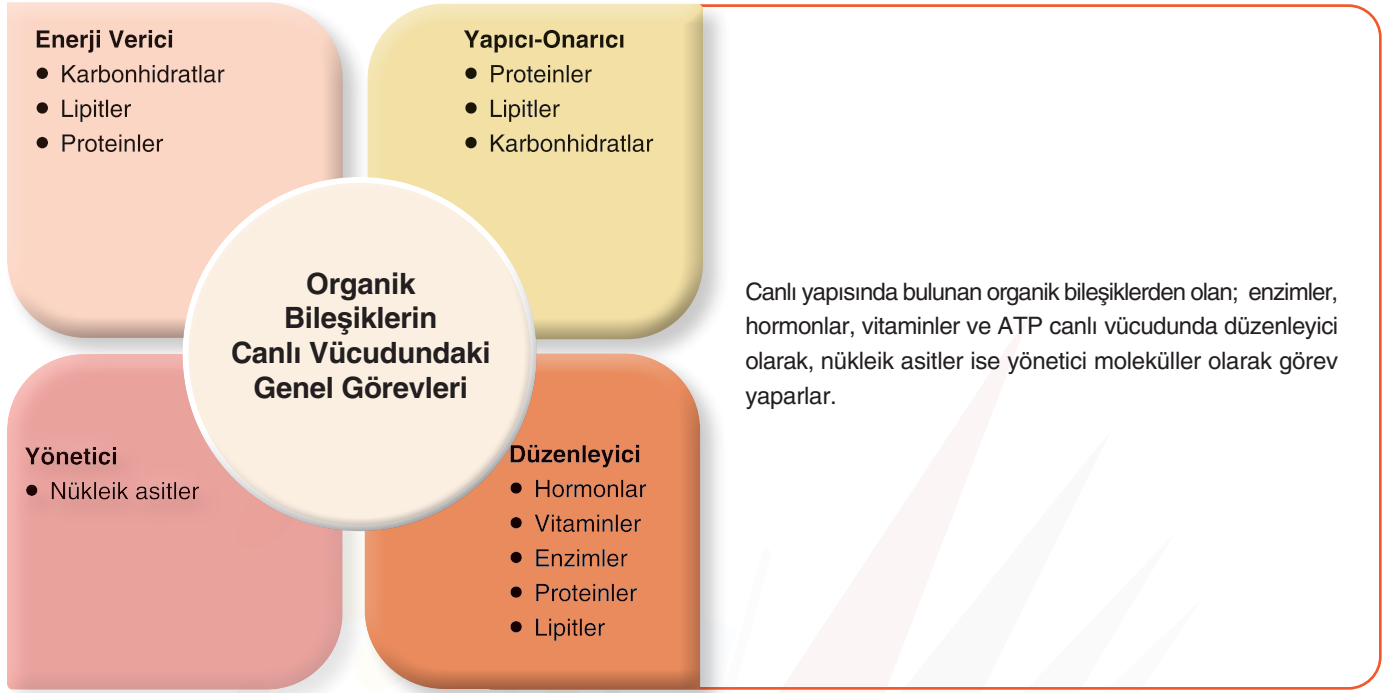 Enerji Verici
● Karbonhidratlar
● Lipitler
● Proteinler
Yapıcı-Onarıcı
● Proteinler
● Lipitler
● Karbonhidratlar
Organik
Bileşiklerin
Canlı Vücudundaki
Genel Görevleri
Yönetici
● Nükleik asitler
Düzenleyici
● Hormonlar
● Vitaminler
● Enzimler
● Proteinler
● Lipitler
Canlı yapısında bulunan organik bileşiklerden olan; enzimler,
hormonlar, vitaminler ve ATP canlı vücudunda düzenleyici
olarak, nükleik asitler ise yönetici moleküller olarak görev
yaparlar.